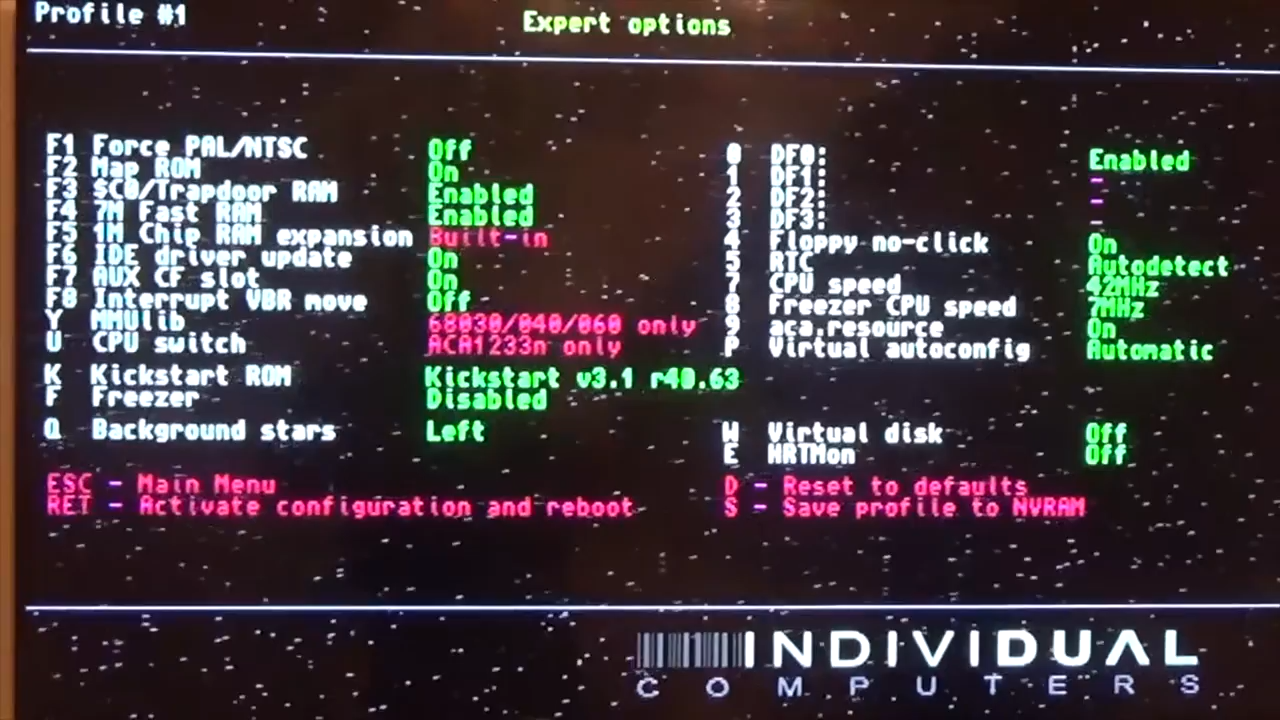 Profile #1
Expert options
F1 Force PAL/NTSC Off
F2 Map ROM On
F3 $C0/Trapdoor RAM Enabled
F4 7M Fast RAM Enabled
F5 1M Chip RAM expansion Built-in
F6 IDE driver update On
F7 AUX CF slot On
F8 Interrupt VBR move Off
Y MMUlib 68030/040/060 only
U CPU switch ACA1233n only
K Kickstart ROM Kickstart v3.1 r40.63
F Freezer Disabled
Q Background stars Left
0 DF0: Enabled
1 DF1: -
2 DF2: -
3 DF3: -
4 Floppy no-click On
5 RTC Autodetect
7 CPU speed 42MHz
8 Freezer CPU speed 7MHz
9 aca.resource On
P Virtual autoconfig Automatic
W Virtual disk Off
E HRTMon Off
ESC - Main Menu
RET - Activate configuration and reboot
D - Reset to defaults
S - Save profile to NVRAM
INDIVIDUAL
COMPUTERS